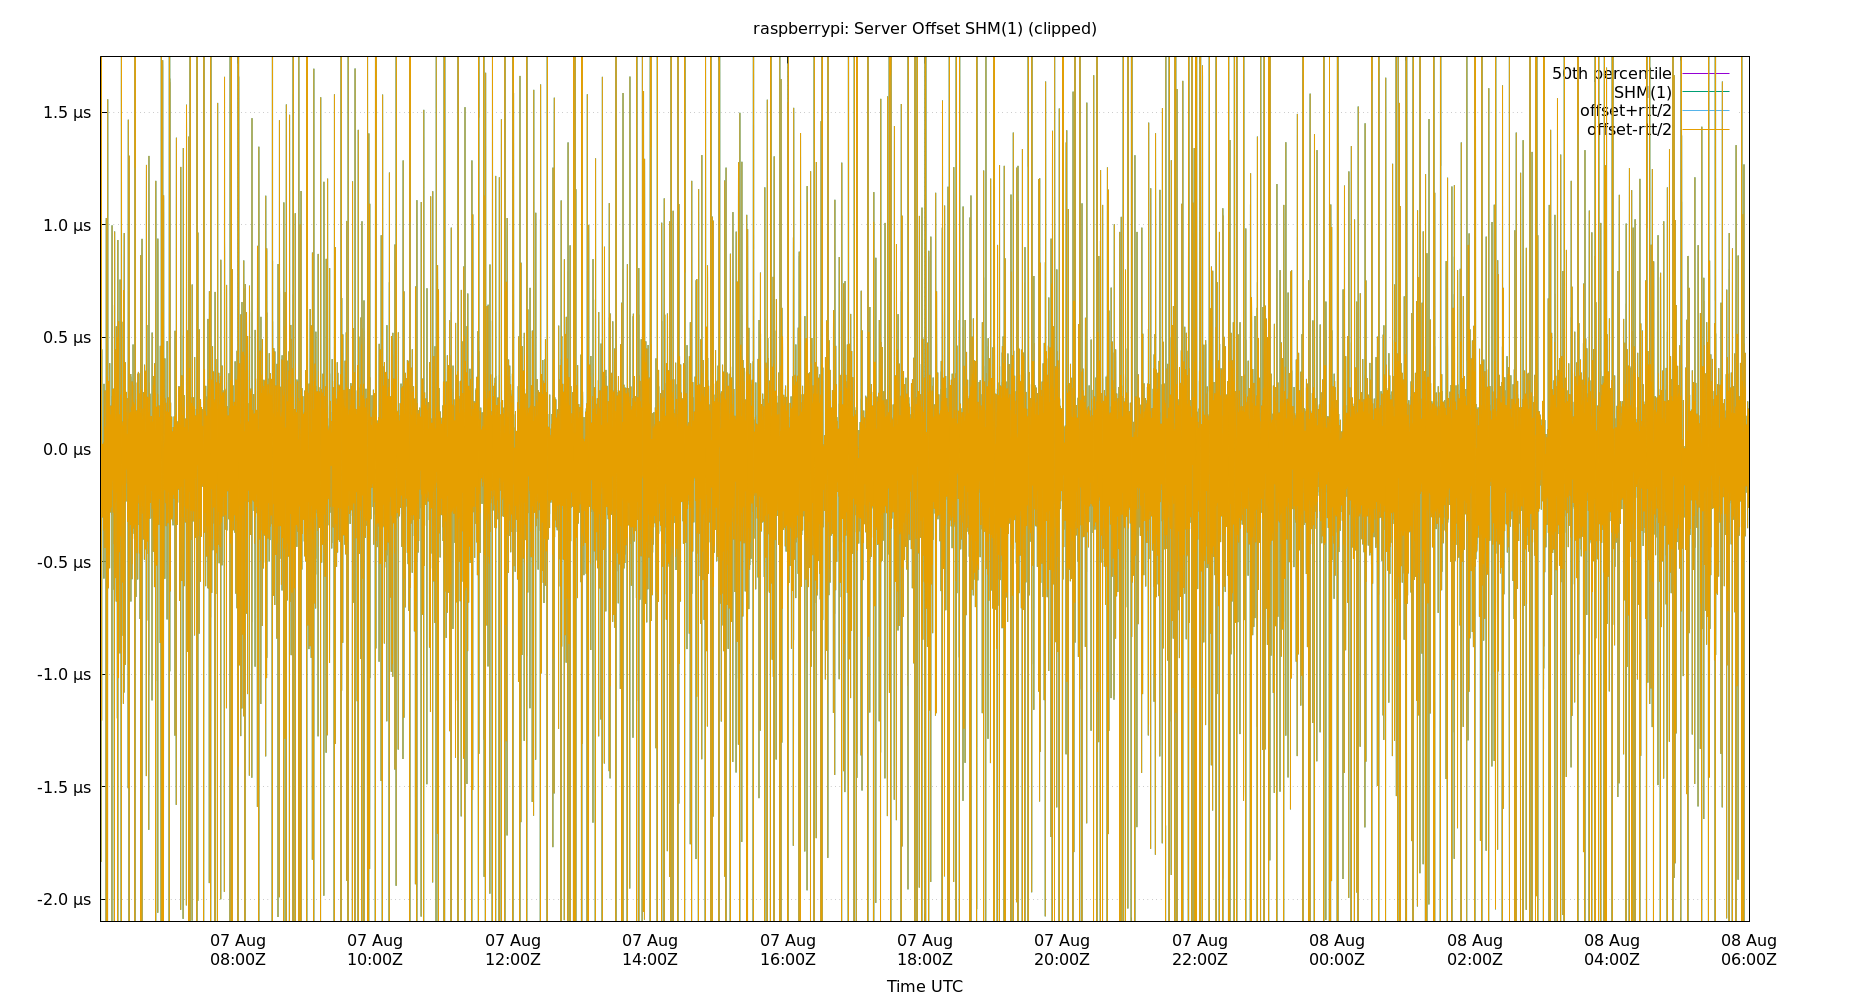 raspberrypi: Server Offset SHM(1) (clipped)
50th percentile
SHM(1)
offset+rtt/2
offset-rtt/2
1.5 µs
1.0 µs
0.5 µs
0.0 µs
-0.5 µs
-1.0 µs
-1.5 µs
-2.0 µs
07 Aug 07 Aug 07 Aug 07 Aug 07 Aug 07 Aug 07 Aug 07 Aug 08 Aug 08 Aug 08 Aug 08 Aug
08:00Z 10:00Z 12:00Z 14:00Z 16:00Z 18:00Z 20:00Z 22:00Z 00:00Z 02:00Z 04:00Z 06:00Z
Time UTC